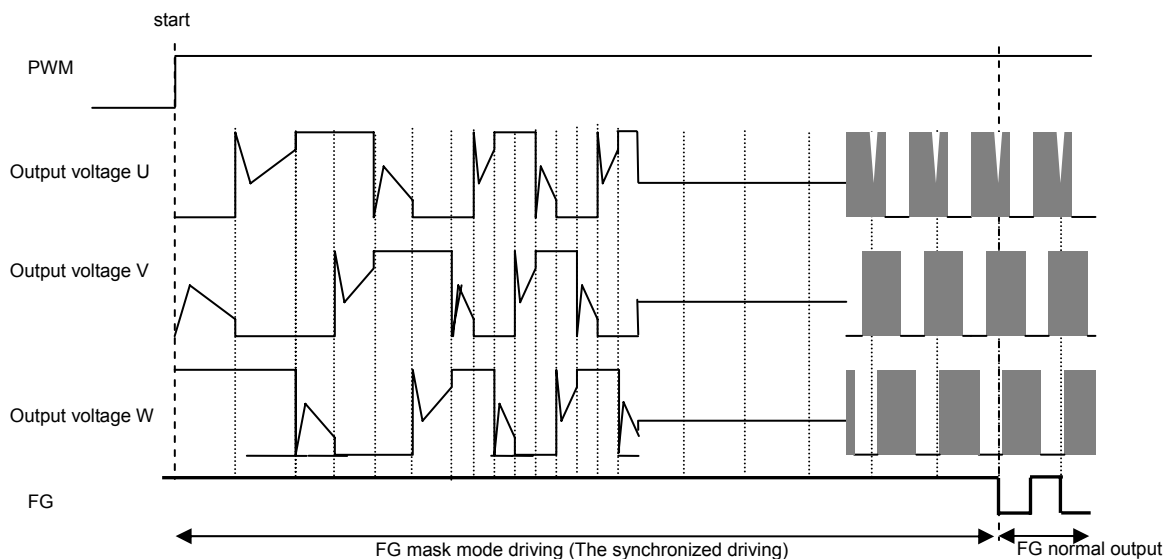 start
PWM
Output voltage U
Output voltage V
Output voltage W
FG
FG mask mode driving (The synchronized driving)
FG normal output